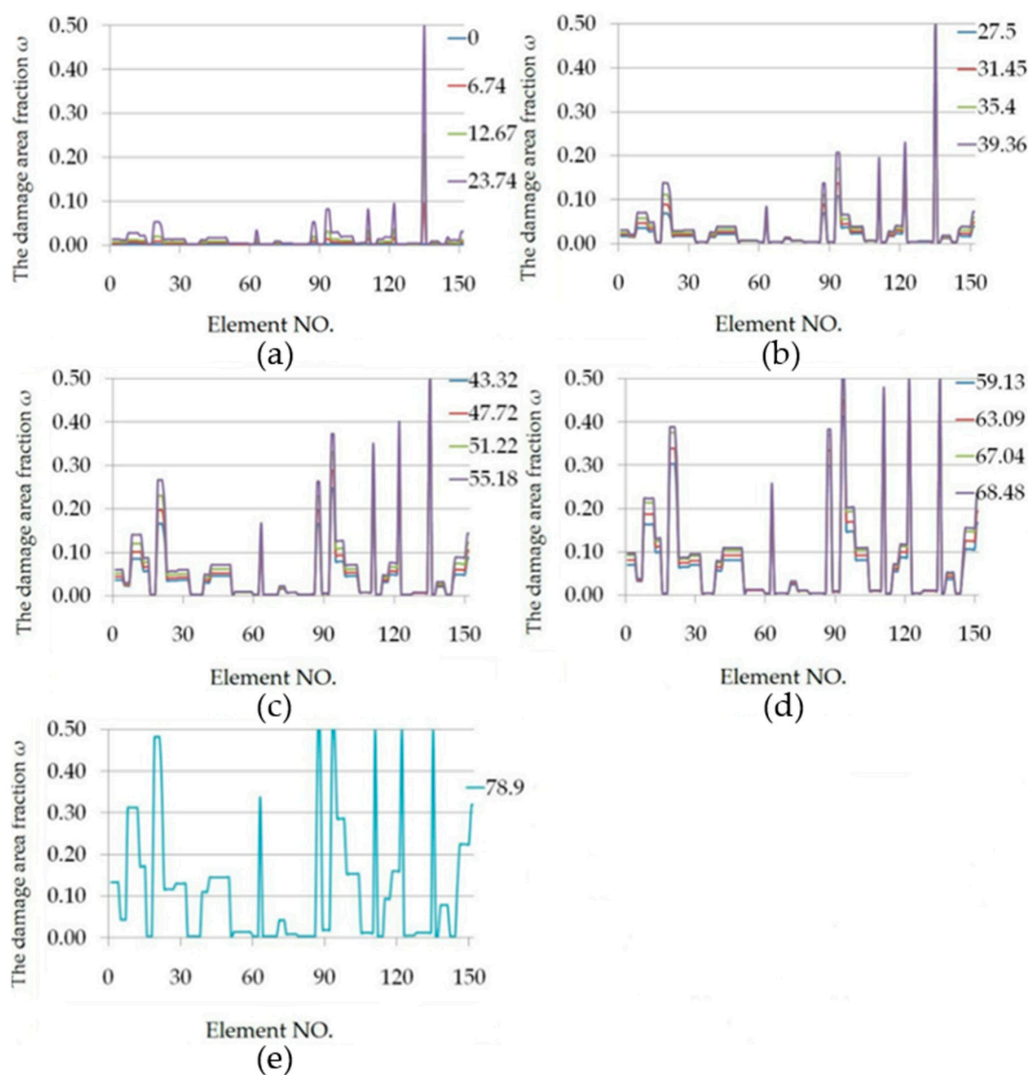 The damage area fraction ω
0.50
0.40
0.30
0.20
0.10
0.00
0 30 60 90 120 150
Element NO.
0
6.74
12.67
23.74
(a)
The damage area fraction ω
0.50
0.40
0.30
0.20
0.10
0.00
0 30 60 90 120 150
Element NO.
27.5
31.45
35.4
39.36
(b)
The damage area fraction ω
0.50
0.40
0.30
0.20
0.10
0.00
0 30 60 90 120 150
Element NO.
43.32
47.72
51.22
55.18
(c)
The damage area fraction ω
0.50
0.40
0.30
0.20
0.10
0.00
0 30 60 90 120 150
Element NO.
59.13
63.09
67.04
68.48
(d)
The damage area fraction ω
0.50
0.40
0.30
0.20
0.10
0.00
0 30 60 90 120 150
Element NO.
78.9
(e)